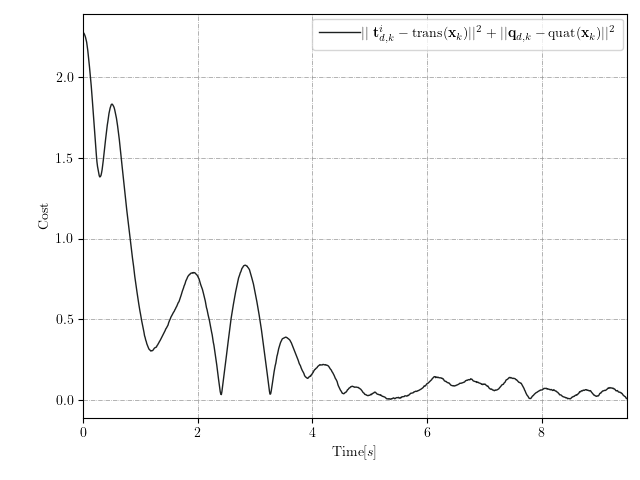 || t^i_{d,k} − trans(x_k)||² + ||q_{d,k} − quat(x_k)||²
2.0
1.5
1.0
0.5
0.0
Cost
0 2 4 6 8
Time[s]